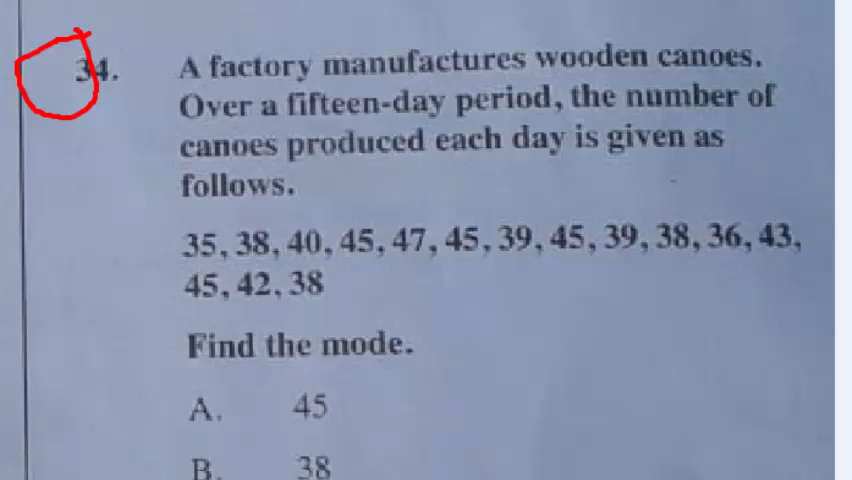 34. A factory manufactures wooden canoes.
Over a fifteen-day period, the number of
canoes produced each day is given as
follows.
35, 38, 40, 45, 47, 45, 39, 45, 39, 38, 36, 43,
45, 42, 38
Find the mode.
A. 45
B. 38